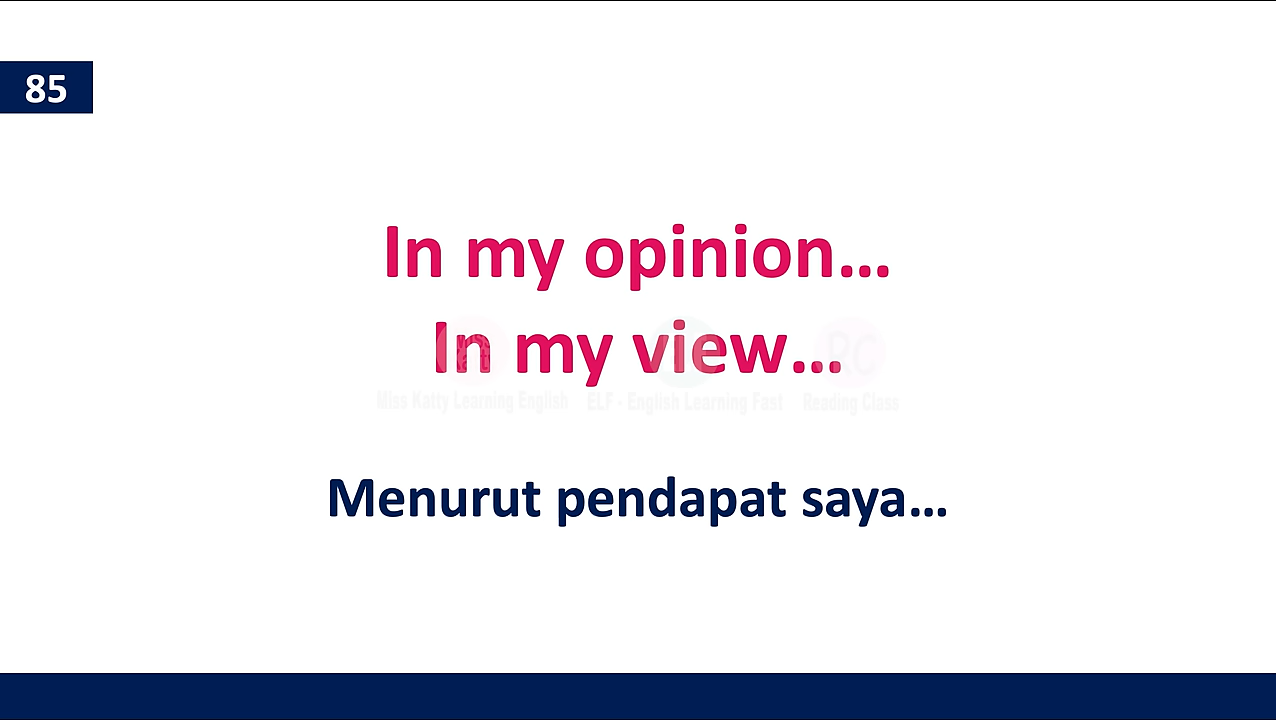 85
In my opinion…
In my view…
RC
Miss Katty Learning English ELF - English Learning Fast Reading Class
Menurut pendapat saya…